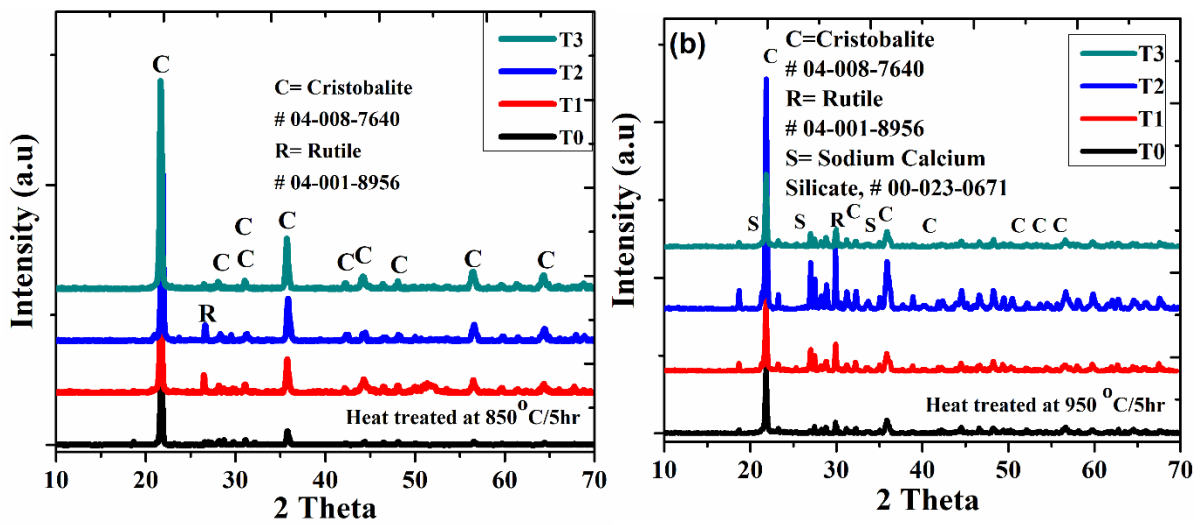 C
C= Cristobalite
# 04-008-7640
R= Rutile
# 04-001-8956
T3
T2
T1
T0
C
C
C
C
C
C
C
C
C
R
Heat treated at 850°C/5hr
Intensity (a.u)
10 20 30 40 50 60 70
2 Theta
(b)
C
C=Cristobalite
# 04-008-7640
R= Rutile
# 04-001-8956
S= Sodium Calcium
Silicate, # 00-023-0671
T3
T2
T1
T0
S S R C S C C C C C
Heat treated at 950 °C/5hr
Intensity (a.u)
10 20 30 40 50 60 70
2 Theta